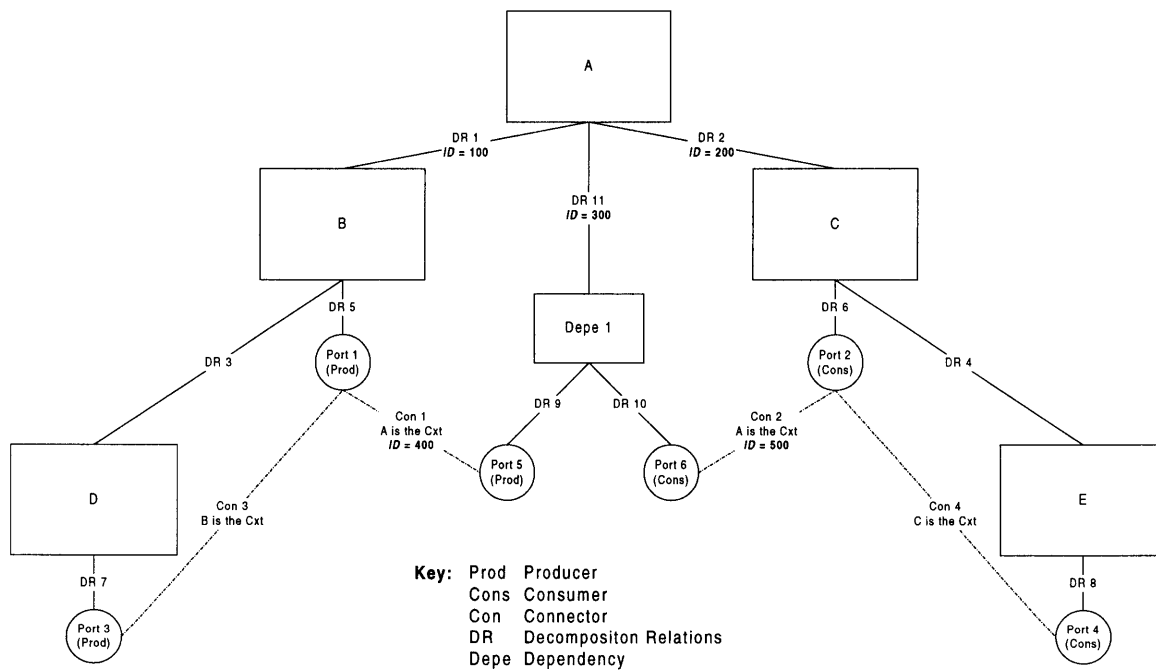 A
DR 1
ID = 100
DR 2
ID = 200
DR 11
ID = 300
B
C
DR 5
DR 6
Depe 1
Port 1
(Prod)
Port 2
(Cons)
DR 3
DR 4
DR 9
DR 10
Con 1
A is the Cxt
ID = 400
Con 2
A is the Cxt
ID = 500
Port 5
(Prod)
Port 6
(Cons)
D
E
Con 3
B is the Cxt
Con 4
C is the Cxt
DR 7
DR 8
Port 3
(Prod)
Port 4
(Cons)
Key: Prod Producer
Cons Consumer
Con Connector
DR Decompositon Relations
Depe Dependency